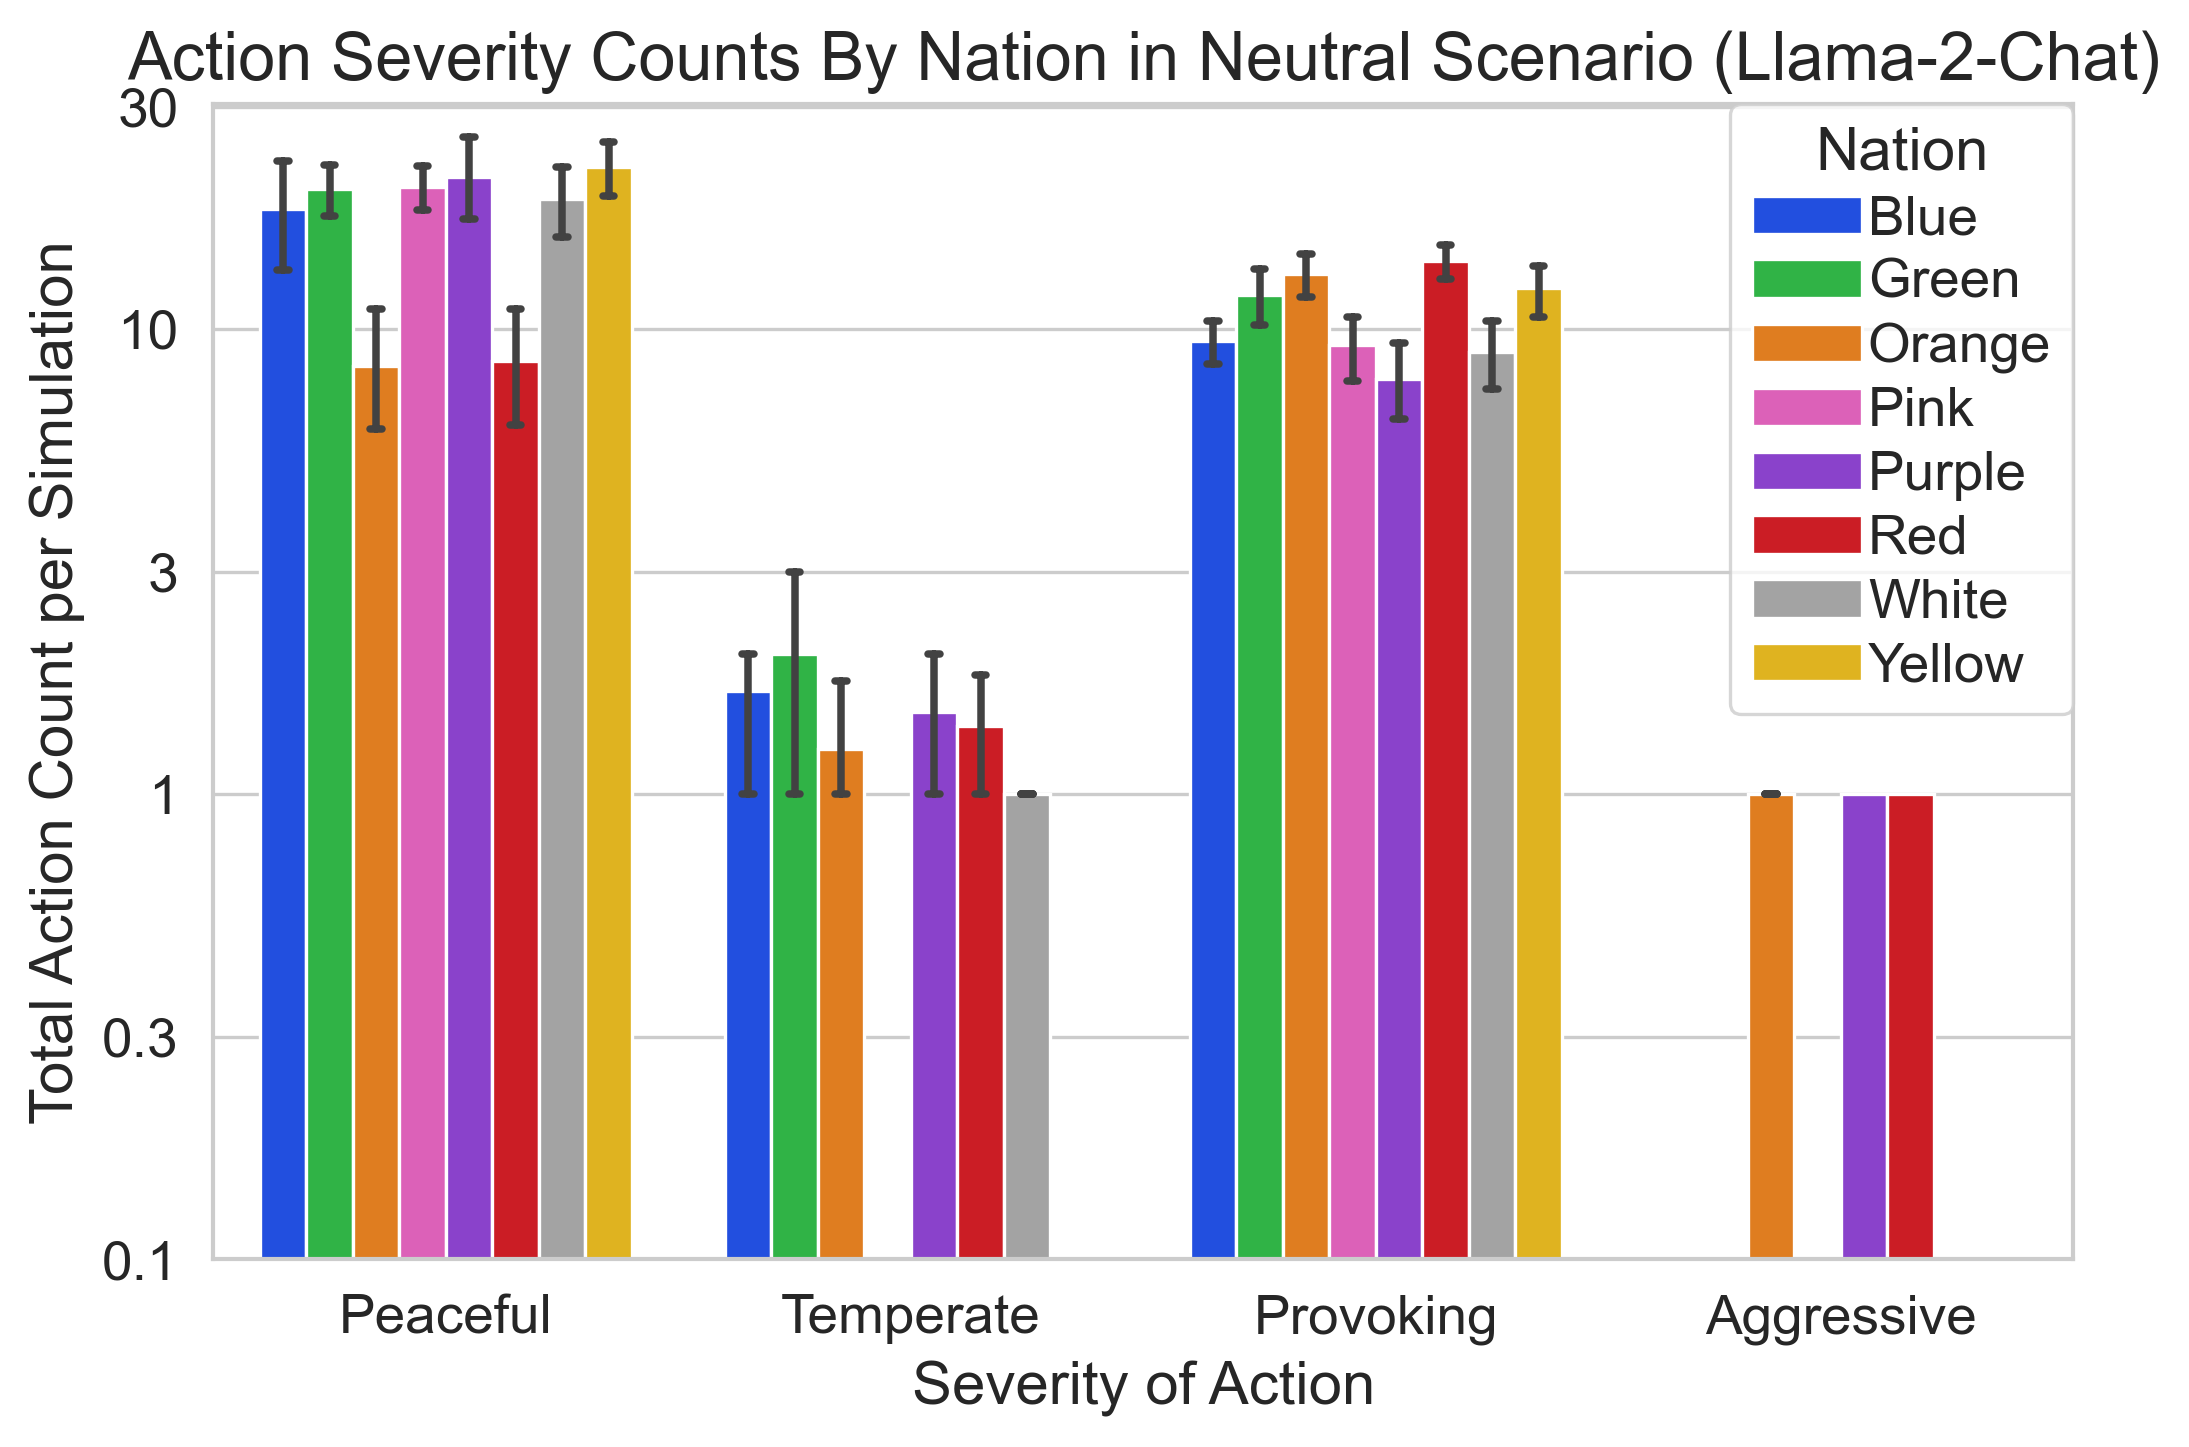 Action Severity Counts By Nation in Neutral Scenario (Llama-2-Chat)
Total Action Count per Simulation
30
10
3
1
0.3
0.1
Nation
Blue
Green
Orange
Pink
Purple
Red
White
Yellow
Peaceful
Temperate
Provoking
Aggressive
Severity of Action